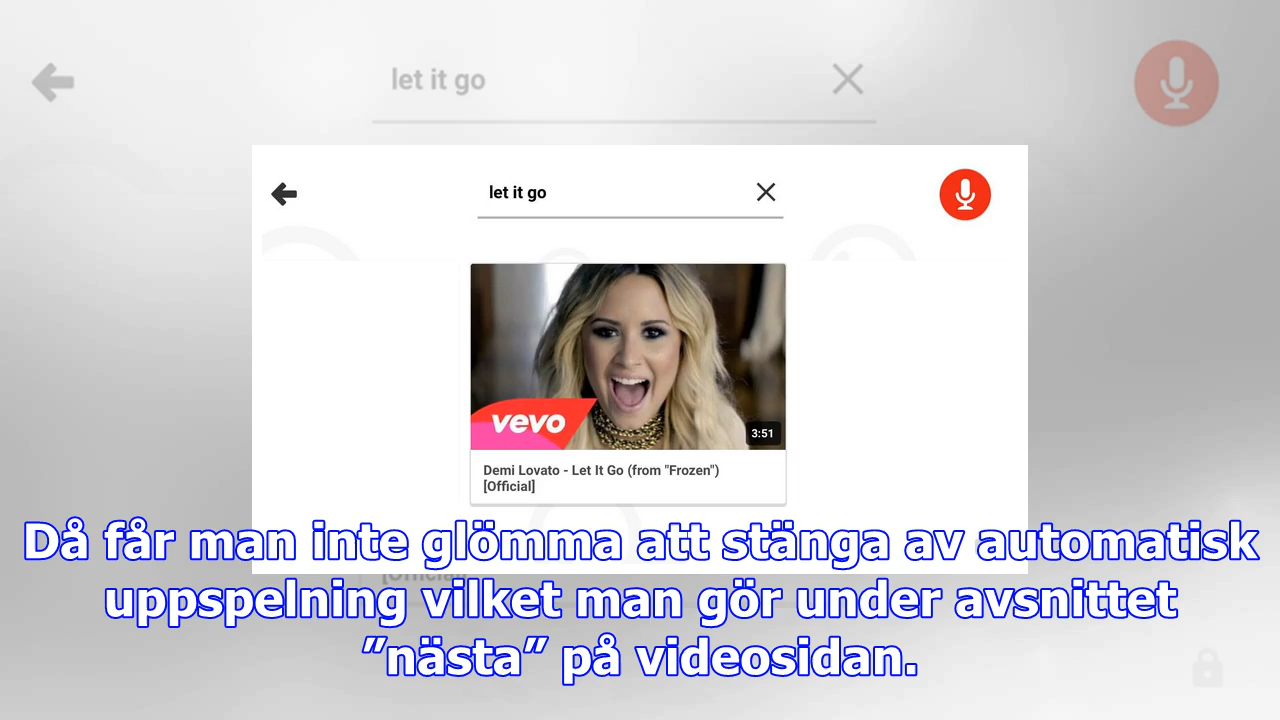 let it go
let it go
vevo
3:51
Demi Lovato - Let It Go (from "Frozen")
[Official]
[Official]
Då får man inte glömma att stänga av automatisk
uppspelning vilket man gör under avsnittet
”nästa” på videosidan.